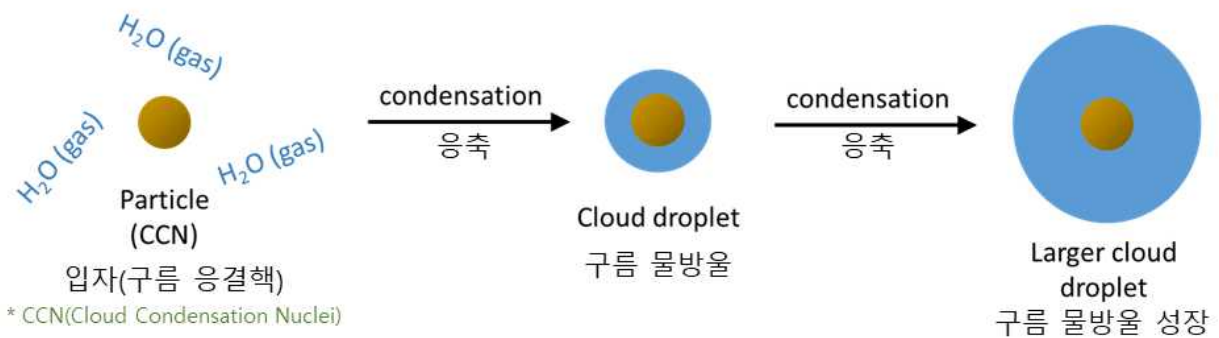 H₂O (gas)
H₂O (gas)
H₂O (gas)
Particle
(CCN)
입자(구름 응결핵)
* CCN(Cloud Condensation Nuclei)
condensation
응축
Cloud droplet
구름 물방울
condensation
응축
Larger cloud
droplet
구름 물방울 성장